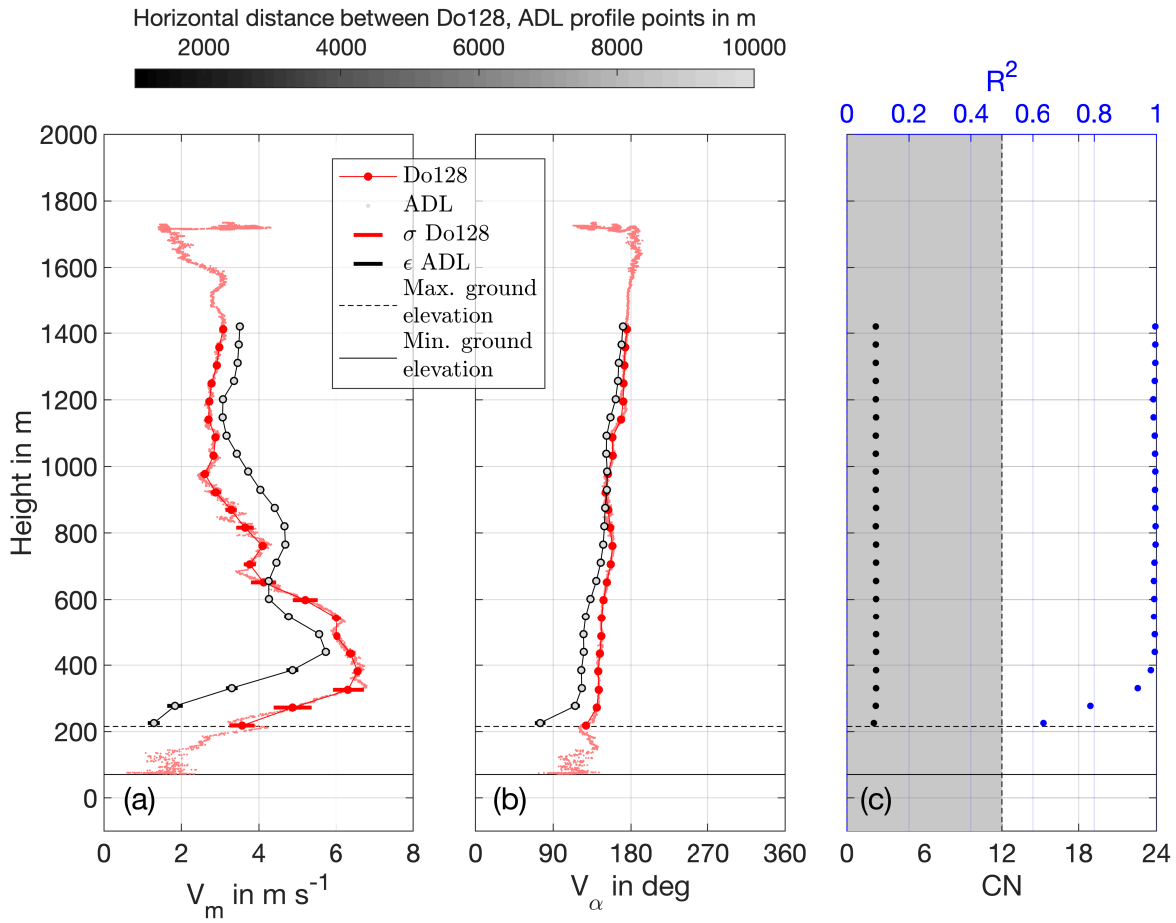 Horizontal distance between Do128, ADL profile points in m
2000 4000 6000 8000 10000
R²
0 0.2 0.4 0.6 0.8 1
Height in m
2000
1800
1600
1400
1200
1000
800
600
400
200
0
Do128
ADL
σ Do128
ϵ ADL
Max. ground
elevation
Min. ground
elevation
(a) (b) (c)
0 2 4 6 8
0 90 180 270 360
0 6 12 18 24
V_m in m s⁻¹
V_α in deg
CN